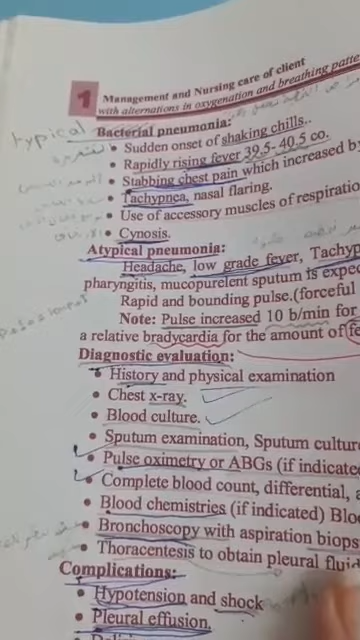 1
Management and Nursing care of client
with alternations in oxygenation and breathing patte
typical
Bacterial pneumonia:
• Sudden onset of shaking chills..
• Rapidly rising fever 39.5- 40.5 co.
• Stabbing chest pain which increased by
• Tachypnea, nasal flaring.
• Use of accessory muscles of respiratio
• Cynosis.
Atypical pneumonia:
Headache, low grade fever, Tachyp
pharyngitis, mucopurelent sputum is expec
Rapid and bounding pulse.(forceful
Note: Pulse increased 10 b/min for
a relative bradycardia for the amount of fe
Diagnostic evaluation:
• History and physical examination
• Chest x-ray.
• Blood culture.
• Sputum examination, Sputum culture
• Pulse oximetry or ABGs (if indicate
• Complete blood count, differential,
• Blood chemistries (if indicated) Bloo
• Bronchoscopy with aspiration biops
• Thoracentesis to obtain pleural fluid
Complications:
• Hypotension and shock
• Pleural effusion.